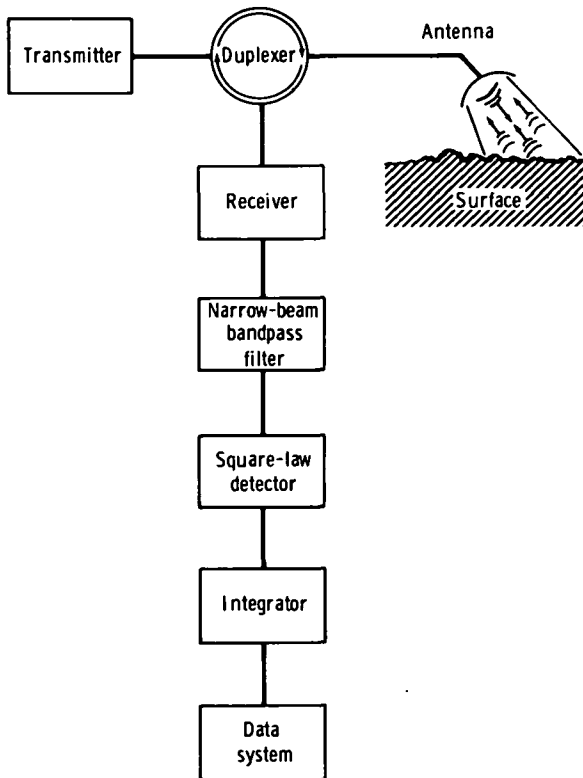 Antenna
Transmitter
Duplexer
Surface
Receiver
Narrow-beam
bandpass
filter
Square-law
detector
Integrator
Data
system